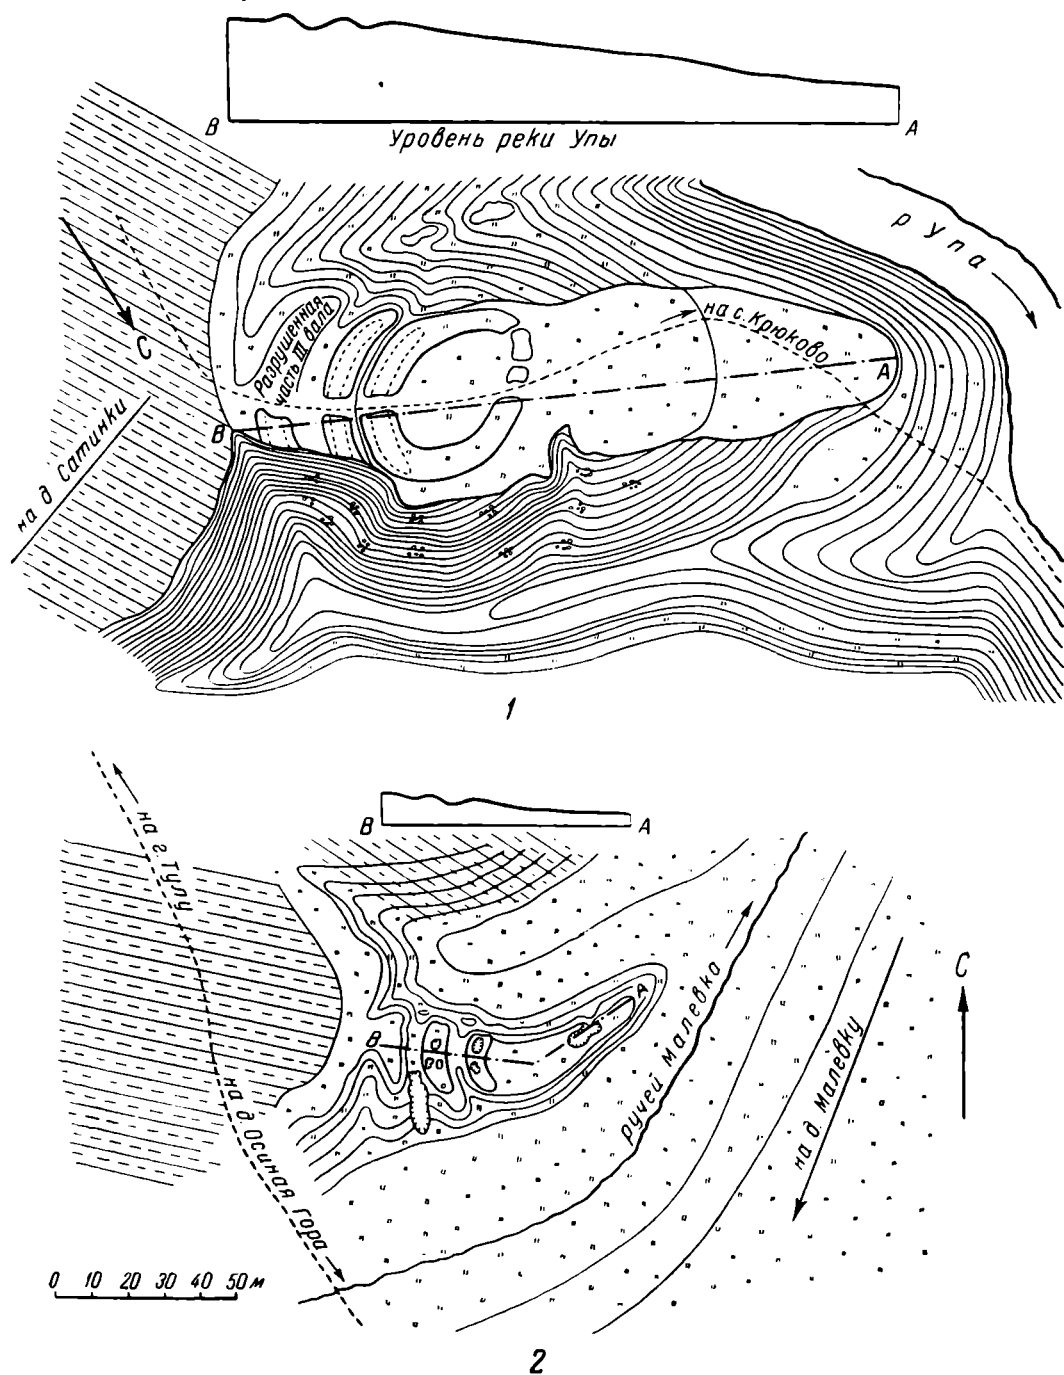 В
А
Уровень реки Упы
р Упа
С
Разрушенная
часть III вала
на с. Крюково
А
В
на д Сатинки
1
на г. Тулу
В
А
ручей Малевка
С
А
В
на д. Малёвку
на д. Осиная Гора
0 10 20 30 40 50 м
2